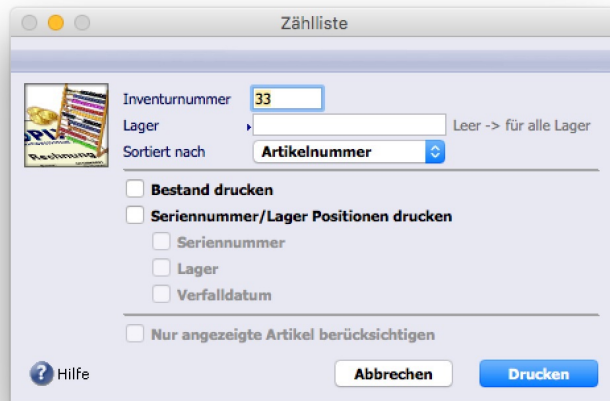 Zählliste
Inventurnummer 33
Lager Leer -> für alle Lager
Sortiert nach Artikelnummer
Bestand drucken
Seriennummer/Lager Positionen drucken
Seriennummer
Lager
Verfalldatum
Nur angezeigte Artikel berücksichtigen
Hilfe Abbrechen Drucken